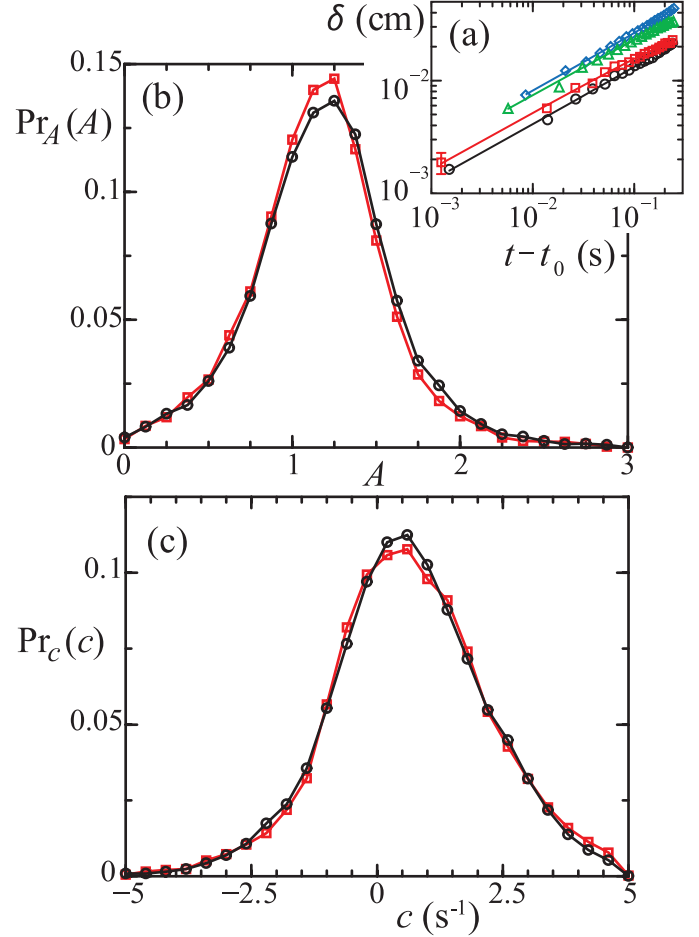 δ (cm)
(a)
10⁻²
10⁻³
10⁻³ 10⁻² 10⁻¹
t − t₀ (s)
0.15
(b)
Pr_A(A)
0.1
0.05
0
0 1 A 2 3
(c)
0.1
Pr_c(c)
0.05
0
−5 −2.5 0 2.5 5
c (s⁻¹)